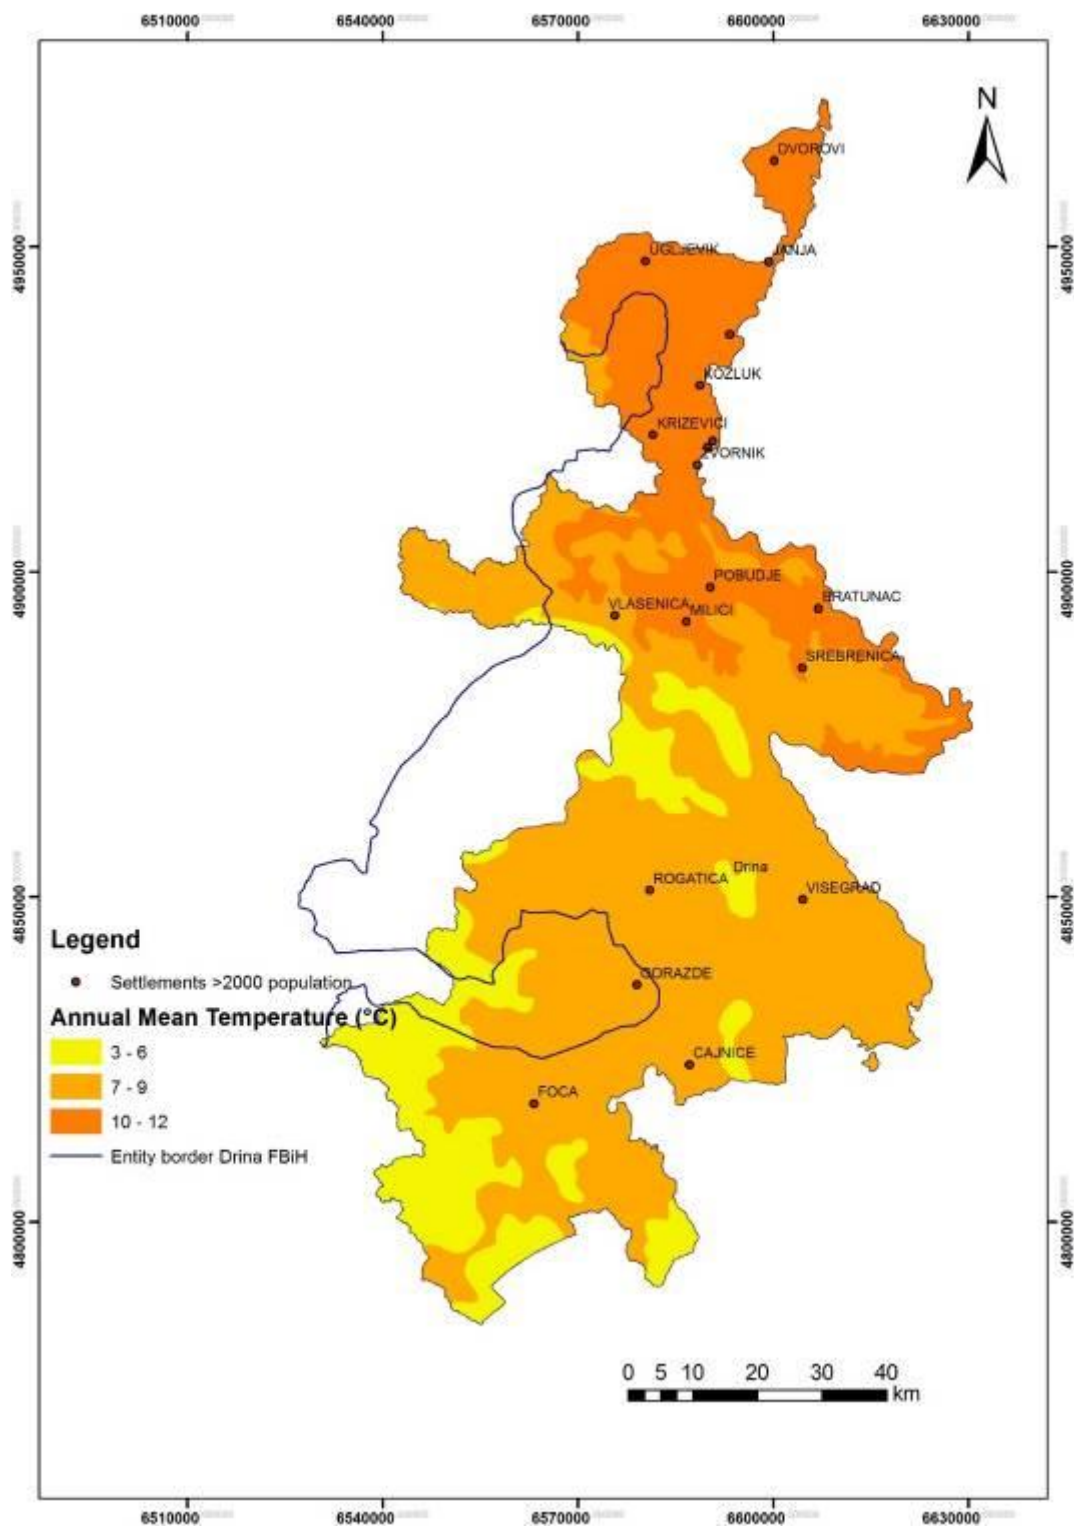 6510000 6540000 6570000 6600000 6630000
N
DVOROVI
4950000
UGLJEVIK
JANJA
4950000
KOZLUK
KRIZEVICI
ZVORNIK
4900000
POBUDJE
4900000
VLASENICA
MILICI
BRATUNAC
SREBRENICA
Drina
ROGATICA
VISEGRAD
4850000
4850000
Legend
Settlements >2000 population
GORAZDE
Annual Mean Temperature (°C)
3 - 6
CAJNICE
7 - 9
FOCA
10 - 12
Entity border Drina FBiH
4800000
4800000
0 5 10 20 30 40
km
6510000 6540000 6570000 6600000 6630000